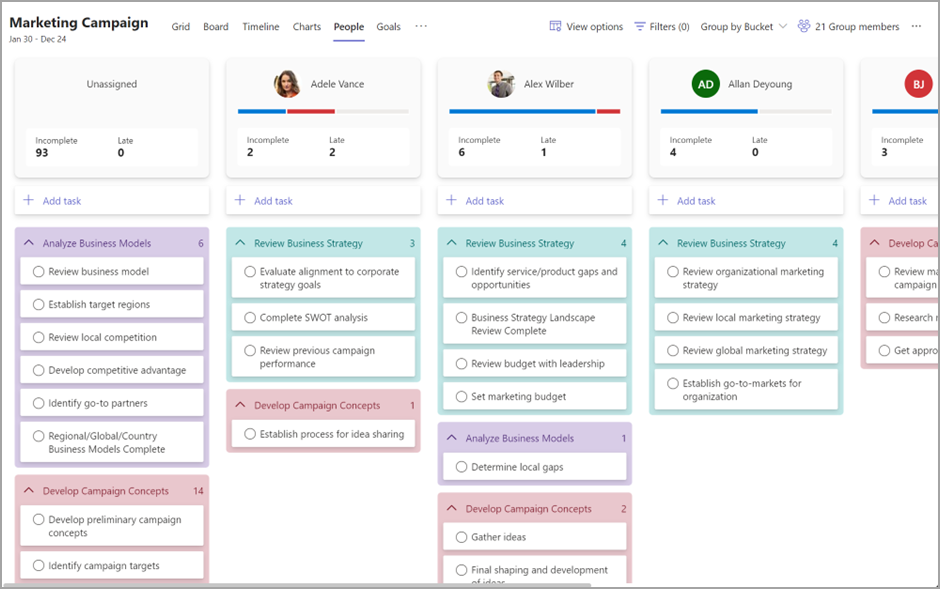 Marketing Campaign
Jan 30 - Dec 24
Grid Board Timeline Charts People Goals ···
View options Filters (0) Group by Bucket 21 Group members ···
Unassigned
Incomplete Late
93 0
Add task
Analyze Business Models 6
Review business model
Establish target regions
Review local competition
Develop competitive advantage
Identify go-to partners
Regional/Global/Country
Business Models Complete
Develop Campaign Concepts 14
Develop preliminary campaign
concepts
Identify campaign targets
Adele Vance
Incomplete Late
2 2
Add task
Review Business Strategy 3
Evaluate alignment to corporate
strategy goals
Complete SWOT analysis
Review previous campaign
performance
Develop Campaign Concepts 1
Establish process for idea sharing
Alex Wilber
Incomplete Late
6 1
Add task
Review Business Strategy 4
Identify service/product gaps and
opportunities
Business Strategy Landscape
Review Complete
Review budget with leadership
Set marketing budget
Analyze Business Models 1
Determine local gaps
Develop Campaign Concepts 2
Gather ideas
Final shaping and development
of ideas
AD Allan Deyoung
Incomplete Late
4 0
Add task
Review Business Strategy 4
Review organizational marketing
strategy
Review local marketing strategy
Review global marketing strategy
Establish go-to-markets for
organization
BJ
Incomplete
3
Add task
Develop Ca
Review
campaign
Research
Get appro